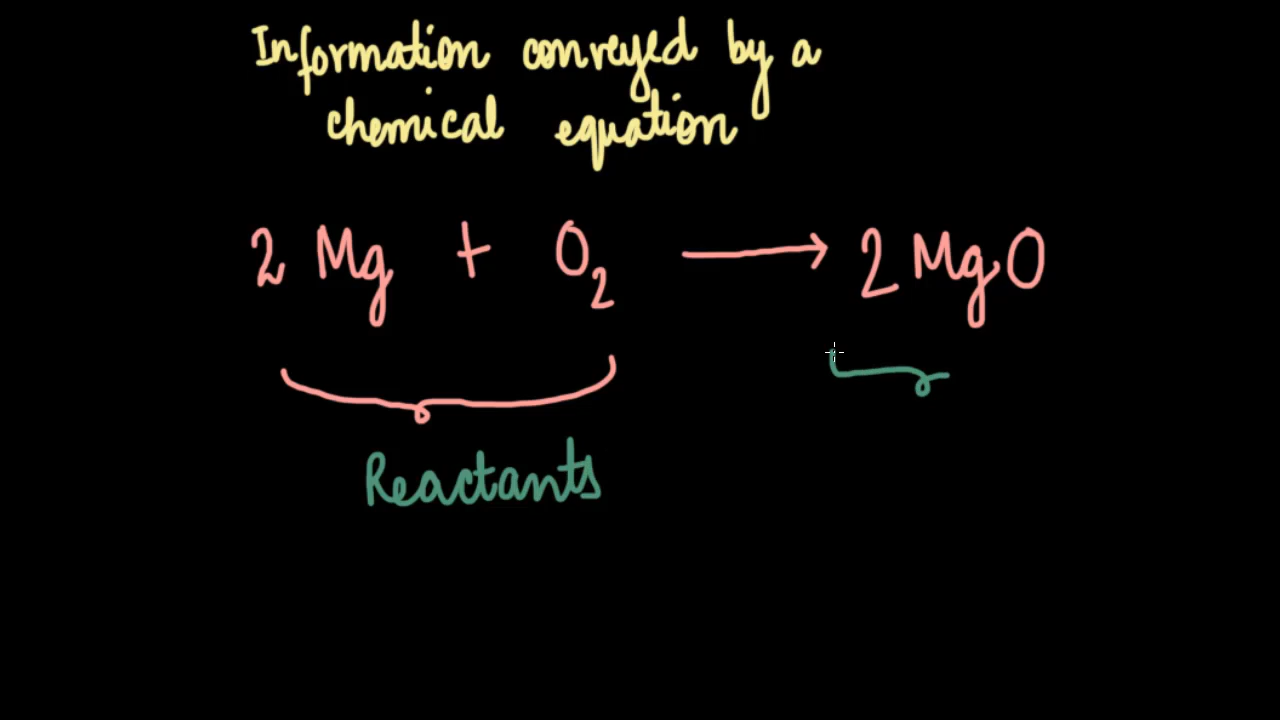 Information conveyed by a
chemical equation
2 Mg + O₂ → 2 MgO
Reactants